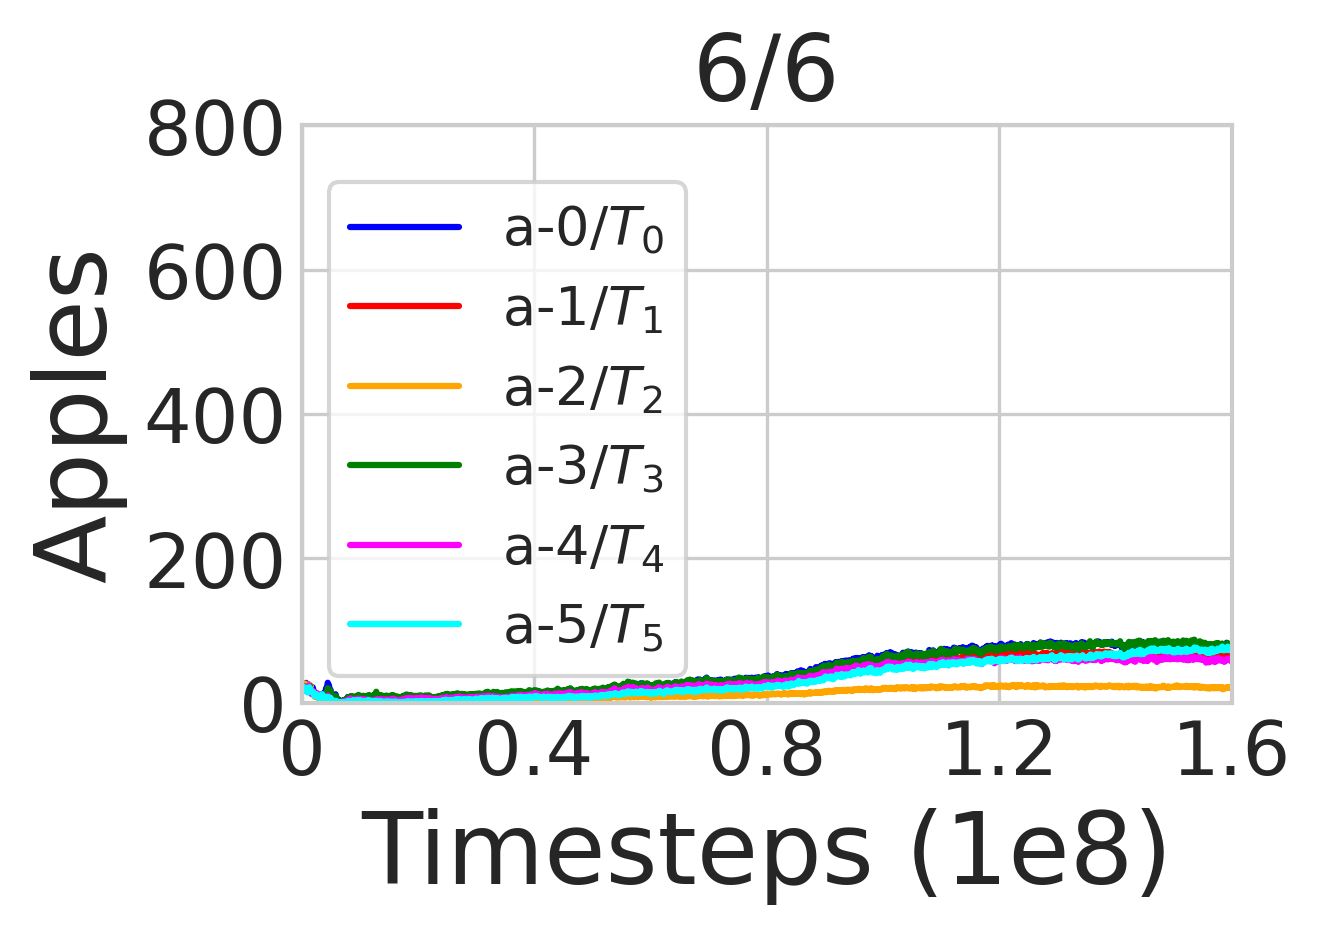 6/6
800
600
400
200
0
Apples
a-0/T₀
a-1/T₁
a-2/T₂
a-3/T₃
a-4/T₄
a-5/T₅
0 0.4 0.8 1.2 1.6
Timesteps (1e8)